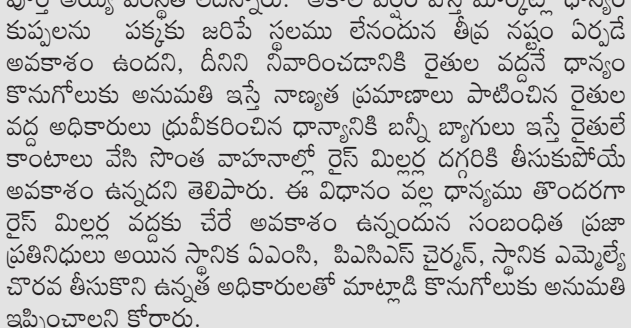 పూర్తి అయ్యే పరిస్థితి లేదన్నారు. అకాల వర్షం వస్తే మార్కెట్ల ధాన్యం
కుప్పలను పక్కకు జరిపే స్థలము లేనందున తీవ్ర నష్టం ఏర్పడే
అవకాశం ఉందని, దీనిని నివారించడానికి రైతుల వద్దనే ధాన్యం
కొనుగోలుకు అనుమతి ఇస్తే నాణ్యత ప్రమాణాలు పాటించిన రైతుల
వద్ద అధికారులు ధ్రువీకరించిన ధాన్యానికి బన్నీ బ్యాగులు ఇస్తే రైతులే
కాంటాలు వేసి సొంత వాహనాల్లో రైస్ మిల్లర్ల దగ్గరికి తీసుకుపోయే
అవకాశం ఉన్నదని తెలిపారు. ఈ విధానం వల్ల ధాన్యము తొందరగా
రైస్ మిల్లర్ల వద్దకు చేరే అవకాశం ఉన్నందున సంబంధిత ప్రజా
ప్రతినిధులు అయిన స్థానిక ఏఎంసి, పిఎసిఎస్ చైర్మన్, స్థానిక ఎమ్మెల్యే
చొరవ తీసుకొని ఉన్నత అధికారులతో మాట్లాడి కొనుగోలుకు అనుమతి
ఇప్పించాలని కోరారు.